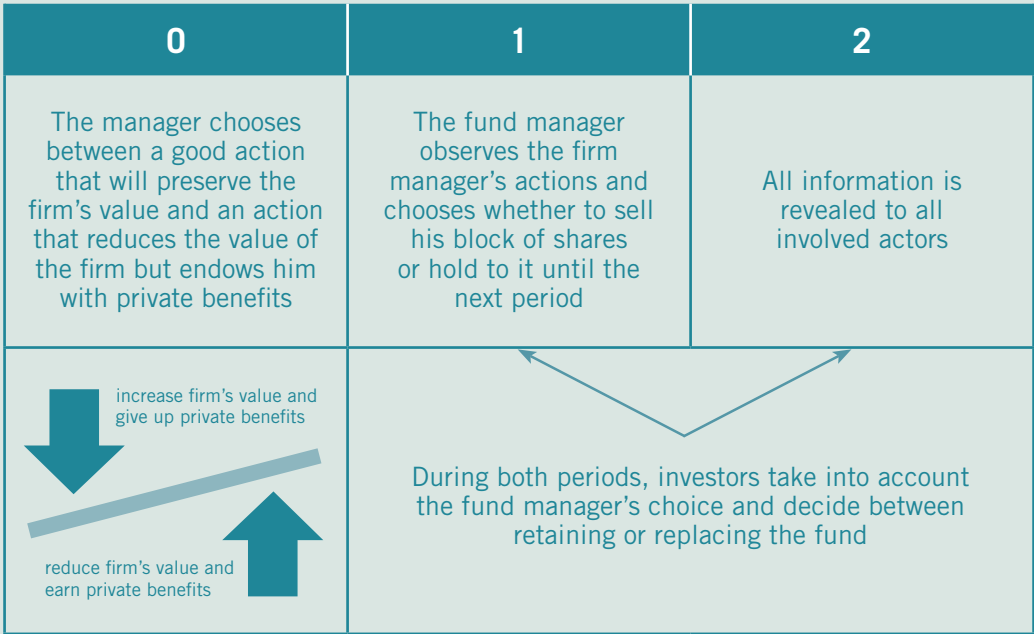 0
1
2
The manager chooses
between a good action
that will preserve the
firm's value and an action
that reduces the value of
the firm but endows him
with private benefits
The fund manager
observes the firm
manager's actions and
chooses whether to sell
his block of shares
or hold to it until the
next period
All information is
revealed to all
involved actors
increase firm's value and
give up private benefits
reduce firm's value and
earn private benefits
During both periods, investors take into account
the fund manager's choice and decide between
retaining or replacing the fund